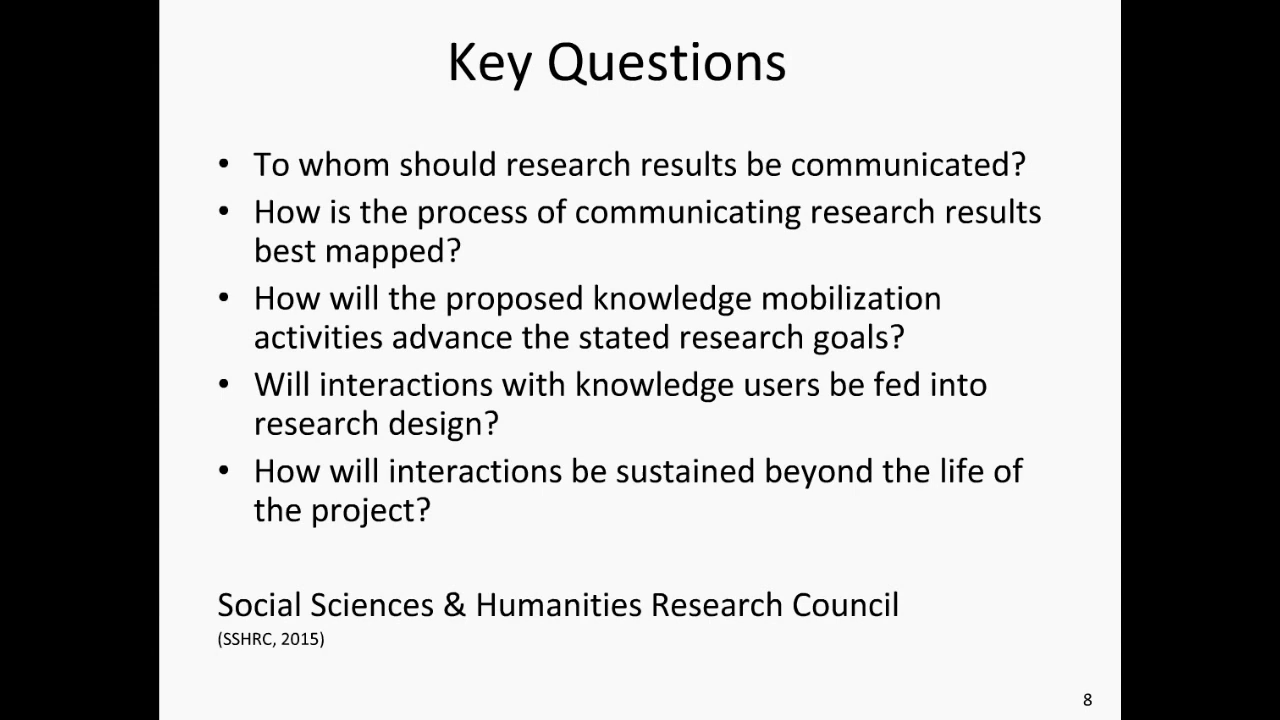 Key Questions
• To whom should research results be communicated?
• How is the process of communicating research results
best mapped?
• How will the proposed knowledge mobilization
activities advance the stated research goals?
• Will interactions with knowledge users be fed into
research design?
• How will interactions be sustained beyond the life of
the project?
Social Sciences & Humanities Research Council
(SSHRC, 2015)
8